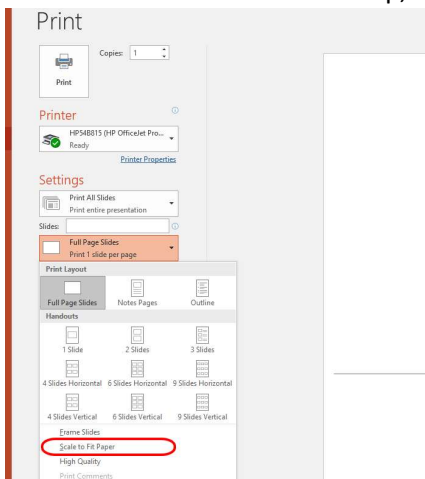 Print
Copies: 1
Print
Printer
HP54B815 (HP OfficeJet Pro...
Ready
Printer Properties
Settings
Print All Slides
Print entire presentation
Slides:
Full Page Slides
Print 1 slide per page
Print Layout
Full Page Slides Notes Pages Outline
Handouts
1 Slide 2 Slides 3 Slides
4 Slides Horizontal 6 Slides Horizontal 9 Slides Horizontal
4 Slides Vertical 6 Slides Vertical 9 Slides Vertical
Frame Slides
Scale to Fit Paper
High Quality
Print Comments